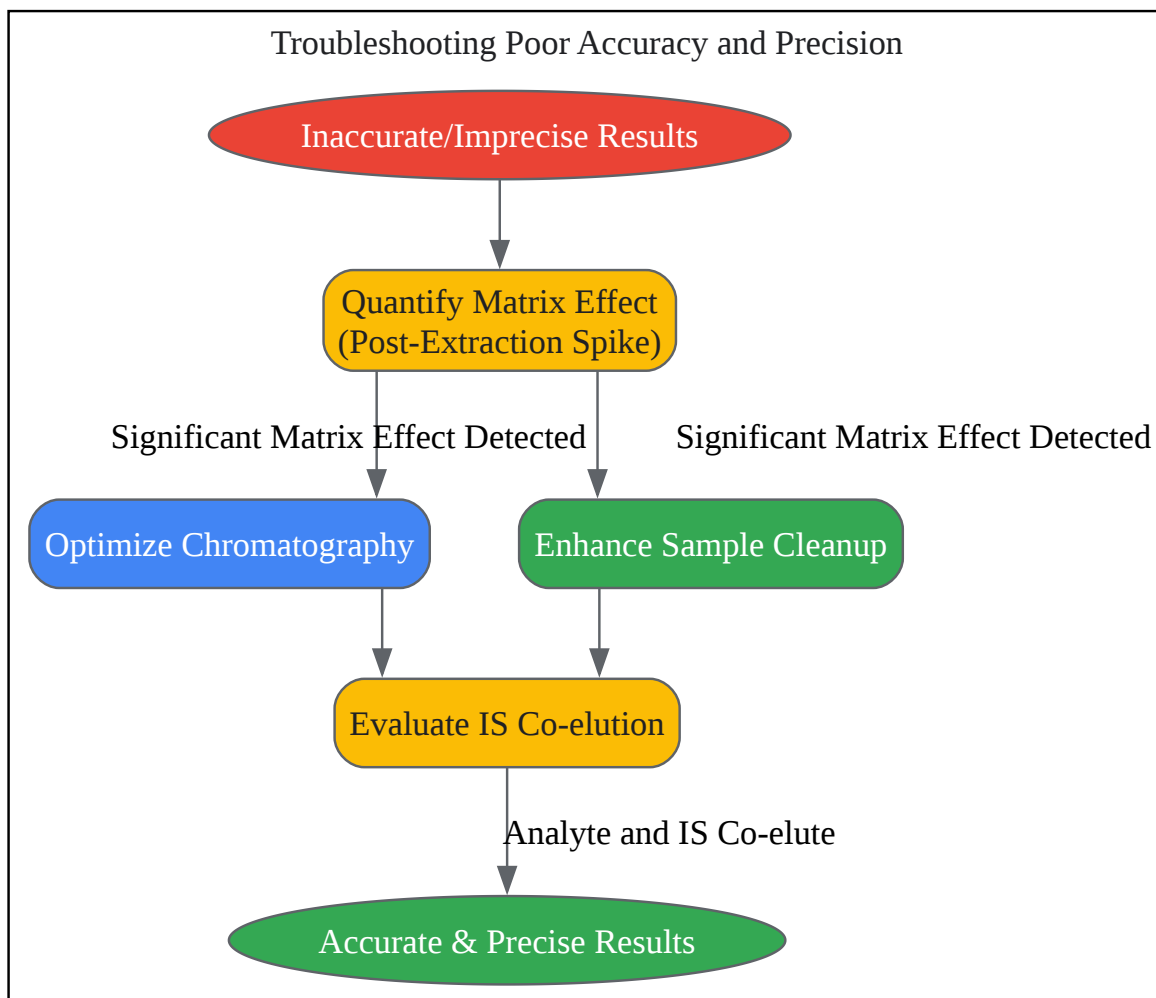 Troubleshooting Poor Accuracy and Precision
Inaccurate/Imprecise Results
Quantify Matrix Effect
(Post-Extraction Spike)
Significant Matrix Effect Detected
Significant Matrix Effect Detected
Optimize Chromatography
Enhance Sample Cleanup
Evaluate IS Co-elution
Analyte and IS Co-elute
Accurate & Precise Results